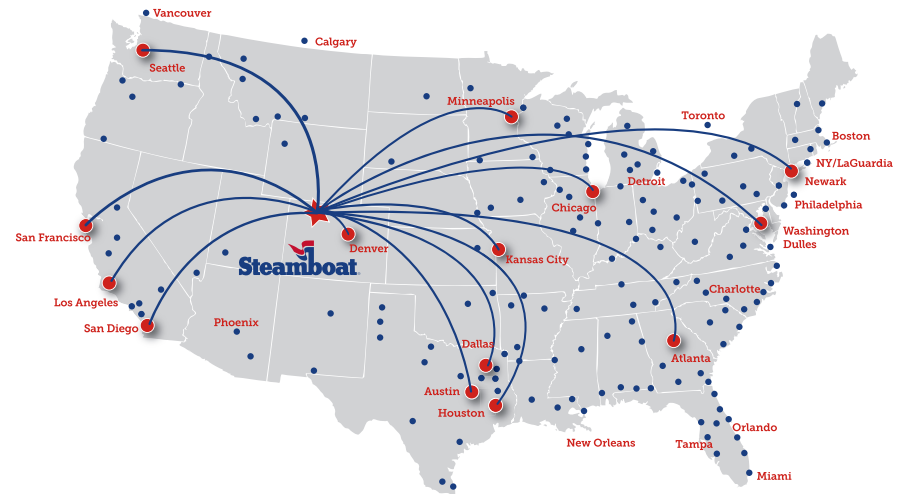 Vancouver
Calgary
Seattle
Minneapolis
Toronto
Boston
NY/LaGuardia
Newark
Detroit
Chicago
Philadelphia
Washington
Dulles
San Francisco
Denver
Kansas City
Steamboat
Los Angeles
Charlotte
San Diego
Phoenix
Dallas
Atlanta
Austin
Houston
Orlando
New Orleans
Tampa
Miami